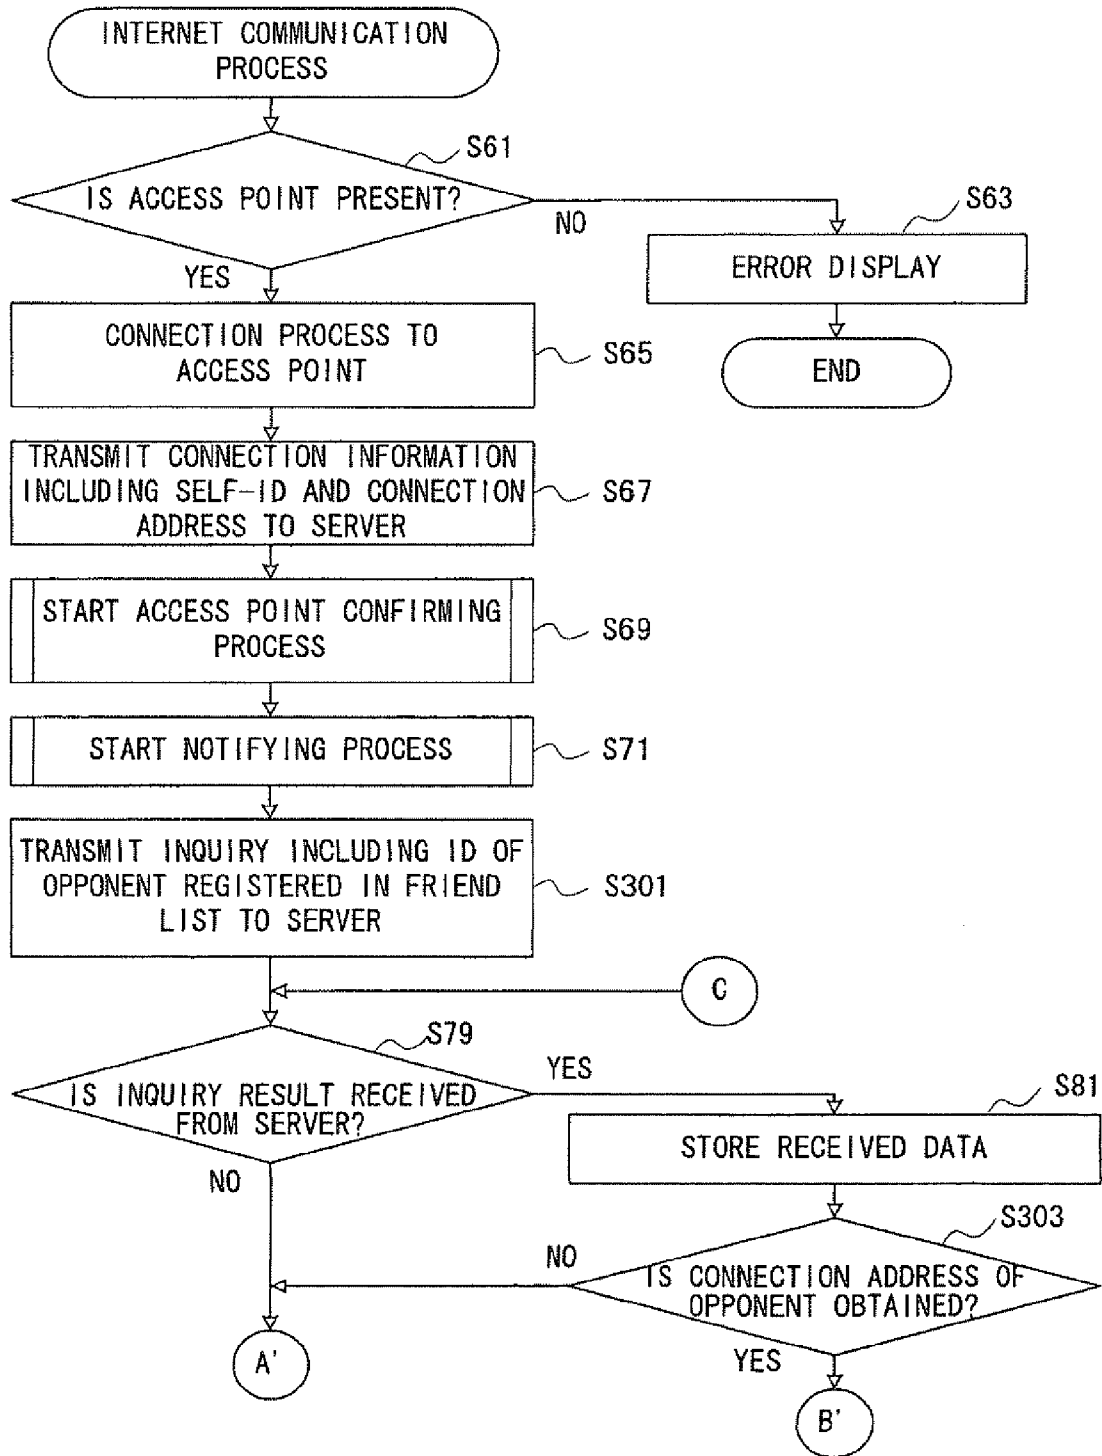 INTERNET COMMUNICATION
PROCESS
S61
IS ACCESS POINT PRESENT?
NO
S63
ERROR DISPLAY
END
YES
CONNECTION PROCESS TO
ACCESS POINT
S65
TRANSMIT CONNECTION INFORMATION
INCLUDING SELF-ID AND CONNECTION
ADDRESS TO SERVER
S67
START ACCESS POINT CONFIRMING
PROCESS
S69
START NOTIFYING PROCESS
S71
TRANSMIT INQUIRY INCLUDING ID OF
OPPONENT REGISTERED IN FRIEND
LIST TO SERVER
S301
C
S79
IS INQUIRY RESULT RECEIVED
FROM SERVER?
YES
S81
STORE RECEIVED DATA
NO
S303
IS CONNECTION ADDRESS OF
OPPONENT OBTAINED?
NO
YES
A'
B'